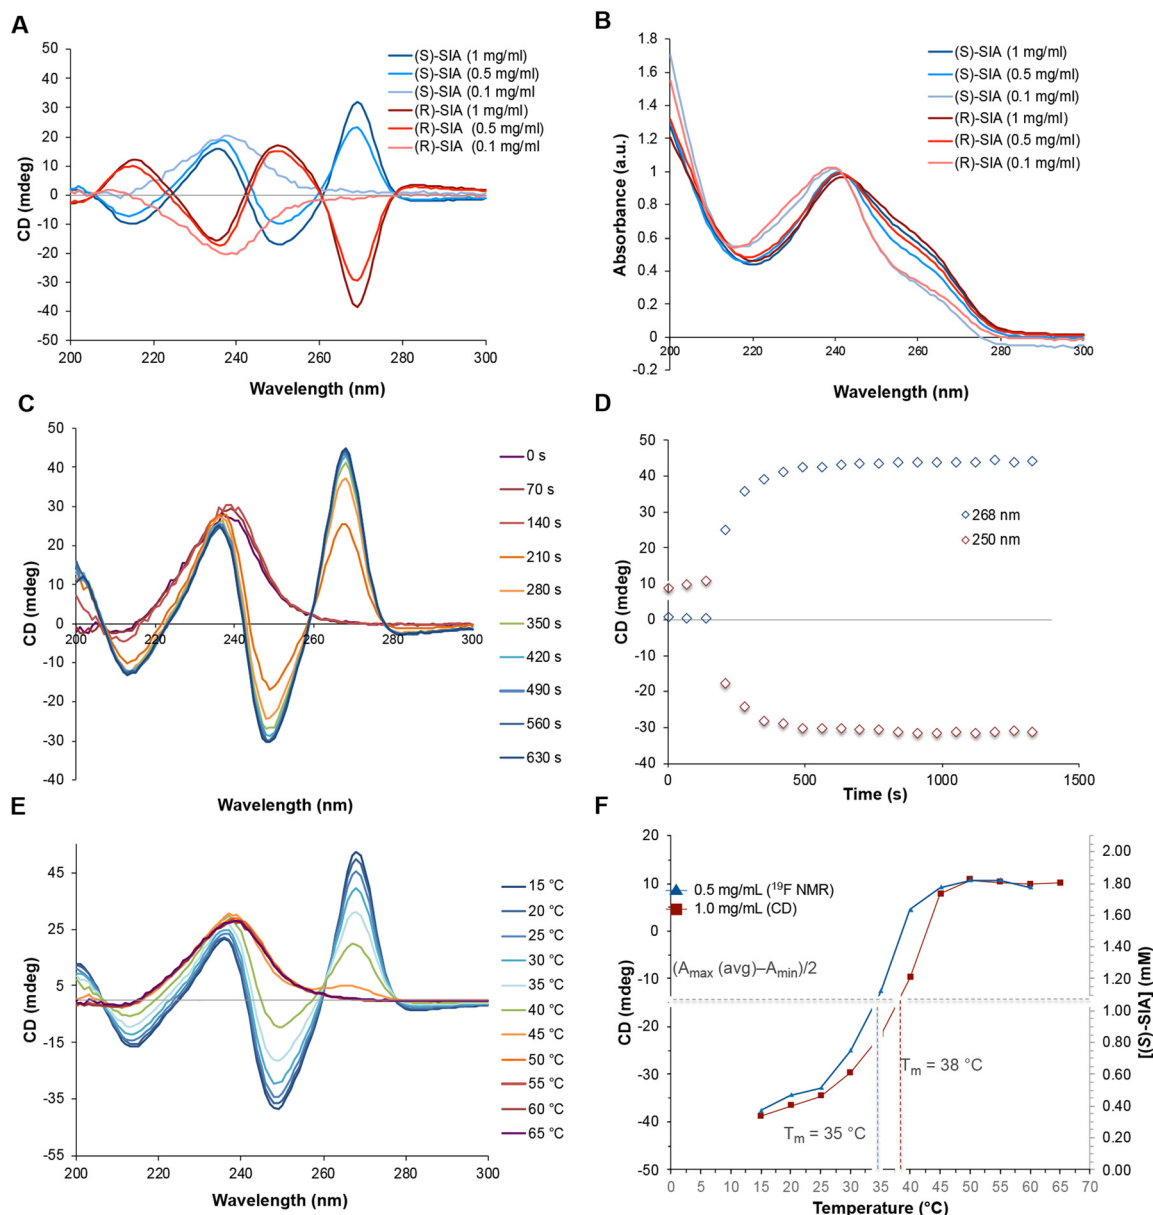 A
50
40
30
20
10
0
-10
-20
-30
-40
-50
CD (mdeg)
200
220
240
260
280
300
Wavelength (nm)
(S)-SIA (1 mg/ml)
(S)-SIA (0.5 mg/ml)
(S)-SIA (0.1 mg/ml
(R)-SIA (1 mg/ml)
(R)-SIA (0.5 mg/ml)
(R)-SIA (0.1 mg/ml
B
1.8
1.6
1.4
1.2
1
0.8
0.6
0.4
0.2
0
-0.2
Absorbance (a.u.)
200
220
240
260
280
300
Wavelength (nm)
(S)-SIA (1 mg/ml)
(S)-SIA (0.5 mg/ml)
(S)-SIA (0.1 mg/ml)
(R)-SIA (1 mg/ml)
(R)-SIA (0.5 mg/ml)
(R)-SIA (0.1 mg/ml)
C
50
40
30
20
10
0
-10
-20
-30
-40
CD (mdeg)
200
220
240
260
280
300
Wavelength (nm)
0 s
70 s
140 s
210 s
280 s
350 s
420 s
490 s
560 s
630 s
D
50
40
30
20
10
0
-10
-20
-30
-40
CD (mdeg)
0
500
1000
1500
Time (s)
268 nm
250 nm
E
45
25
5
-15
-35
-55
CD (mdeg)
200
220
240
260
280
300
Wavelength (nm)
15 °C
20 °C
25 °C
30 °C
35 °C
40 °C
45 °C
50 °C
55 °C
60 °C
65 °C
F
20
10
0
-10
-20
-30
-40
-50
CD (mdeg)
0.5 mg/mL (¹⁹F NMR)
1.0 mg/mL (CD)
(Amax (avg)–Amin)/2
Tm = 38 °C
Tm = 35 °C
2.00
1.80
1.60
1.40
1.20
1.00
0.80
0.60
0.40
0.20
0.00
[(S)-SIA] (mM)
0
5
10
15
20
25
30
35
40
45
50
55
60
65
70
Temperature (°C)